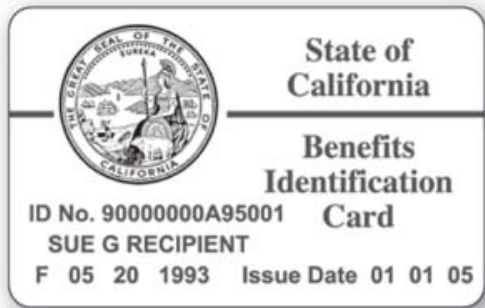 THE GREAT SEAL OF THE STATE OF CALIFORNIA
EUREKA
State of
California
Benefits
Identification
Card
ID No. 90000000A95001
SUE G RECIPIENT
F 05 20 1993 Issue Date 01 01 05